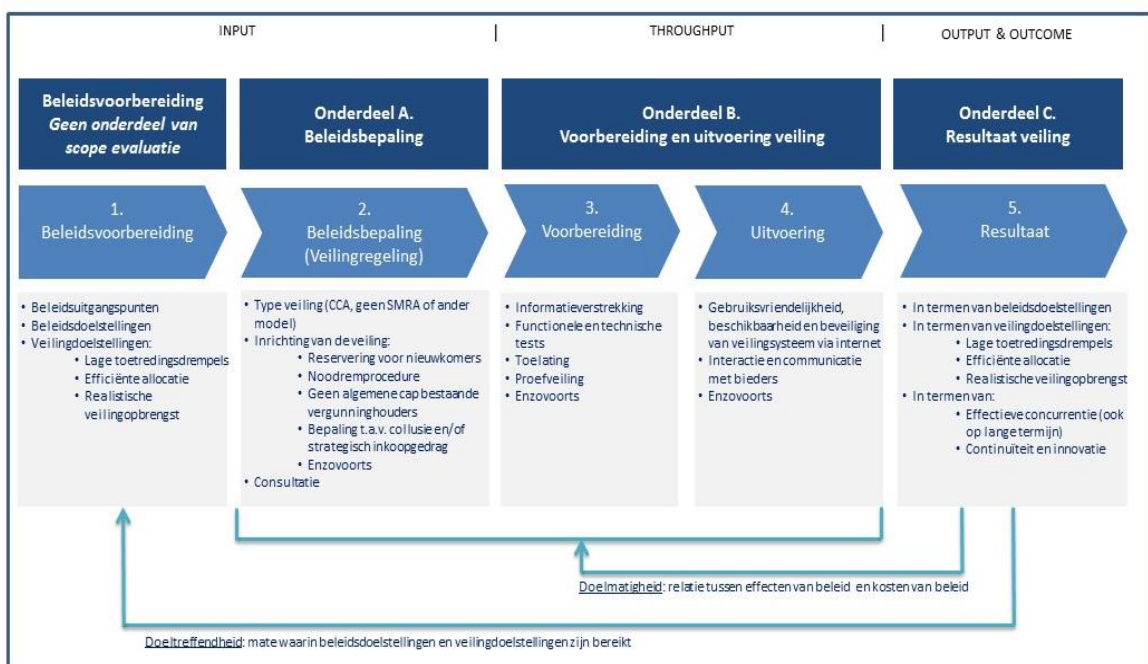 INPUT
THROUGHPUT
OUTPUT & OUTCOME
Beleidsvoorbereiding
Geen onderdeel van
scope evaluatie
Onderdeel A.
Beleidsbepaling
Onderdeel B.
Voorbereiding en uitvoering veiling
Onderdeel C.
Resultaat veiling
1.
Beleidsvoorbereiding
2.
Beleidsbepaling
(Veilingregeling)
3.
Voorbereiding
4.
Uitvoering
5.
Resultaat
• Beleidsuitgangspunten
• Beleidsdoelstellingen
• Veilingdoelstellingen:
• Lage toetredingsdrempels
• Efficiënte allocatie
• Realistische
veilingopbrengst
• Type veiling (CCA, geen SMRA of ander
model)
• Inrichting van de veiling:
• Reservering voor nieuwkomers
• Noodremprocedure
• Geen algemene cap bestaande
vergunninghouders
• Bepaling t.a.v. collusie en/of
strategisch inkoopgedrag
• Enzovoorts
• Consultatie
• Informatieverstrekking
• Functionele en technische
tests
• Toelating
• Proefveiling
• Enzovoorts
• Gebruiksvriendelijkheid,
beschikbaarheid en beveiliging
van veilingsysteem via internet
• Interactie en communicatie
met bieders
• Enzovoorts
• In termen van beleidsdoelstellingen
• In termen van veilingdoelstellingen:
• Lage toetredingsdrempels
• Efficiënte allocatie
• Realistische veilingopbrengst
• In termen van:
• Effectieve concurrentie (ook
op lange termijn)
• Continuïteit en innovatie
Doelmatigheid: relatie tussen effecten van beleid en kosten van beleid
Doeltreffendheid: mate waarin beleidsdoelstellingen en veilingdoelstellingen zijn bereikt